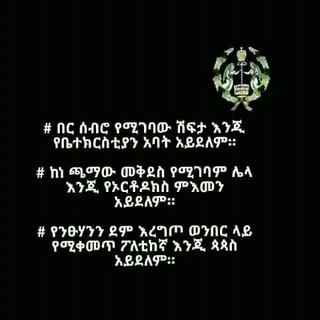 # በር ሰብሮ የሚገባው ሽፍታ እንጂ
የቤተክርስቲያን አባት አይደለም።
# ከነ ጫማው መቅደስ የሚገባም ሌላ
እንጂ የኦርቶዶክስ ምእመን
አይደለም።
# የንፁሃንን ደም እረግጦ ወንበር ላይ
የሚቀመጥ ፖለቲከኛ እንጂ ጳጳስ
አይደለም።